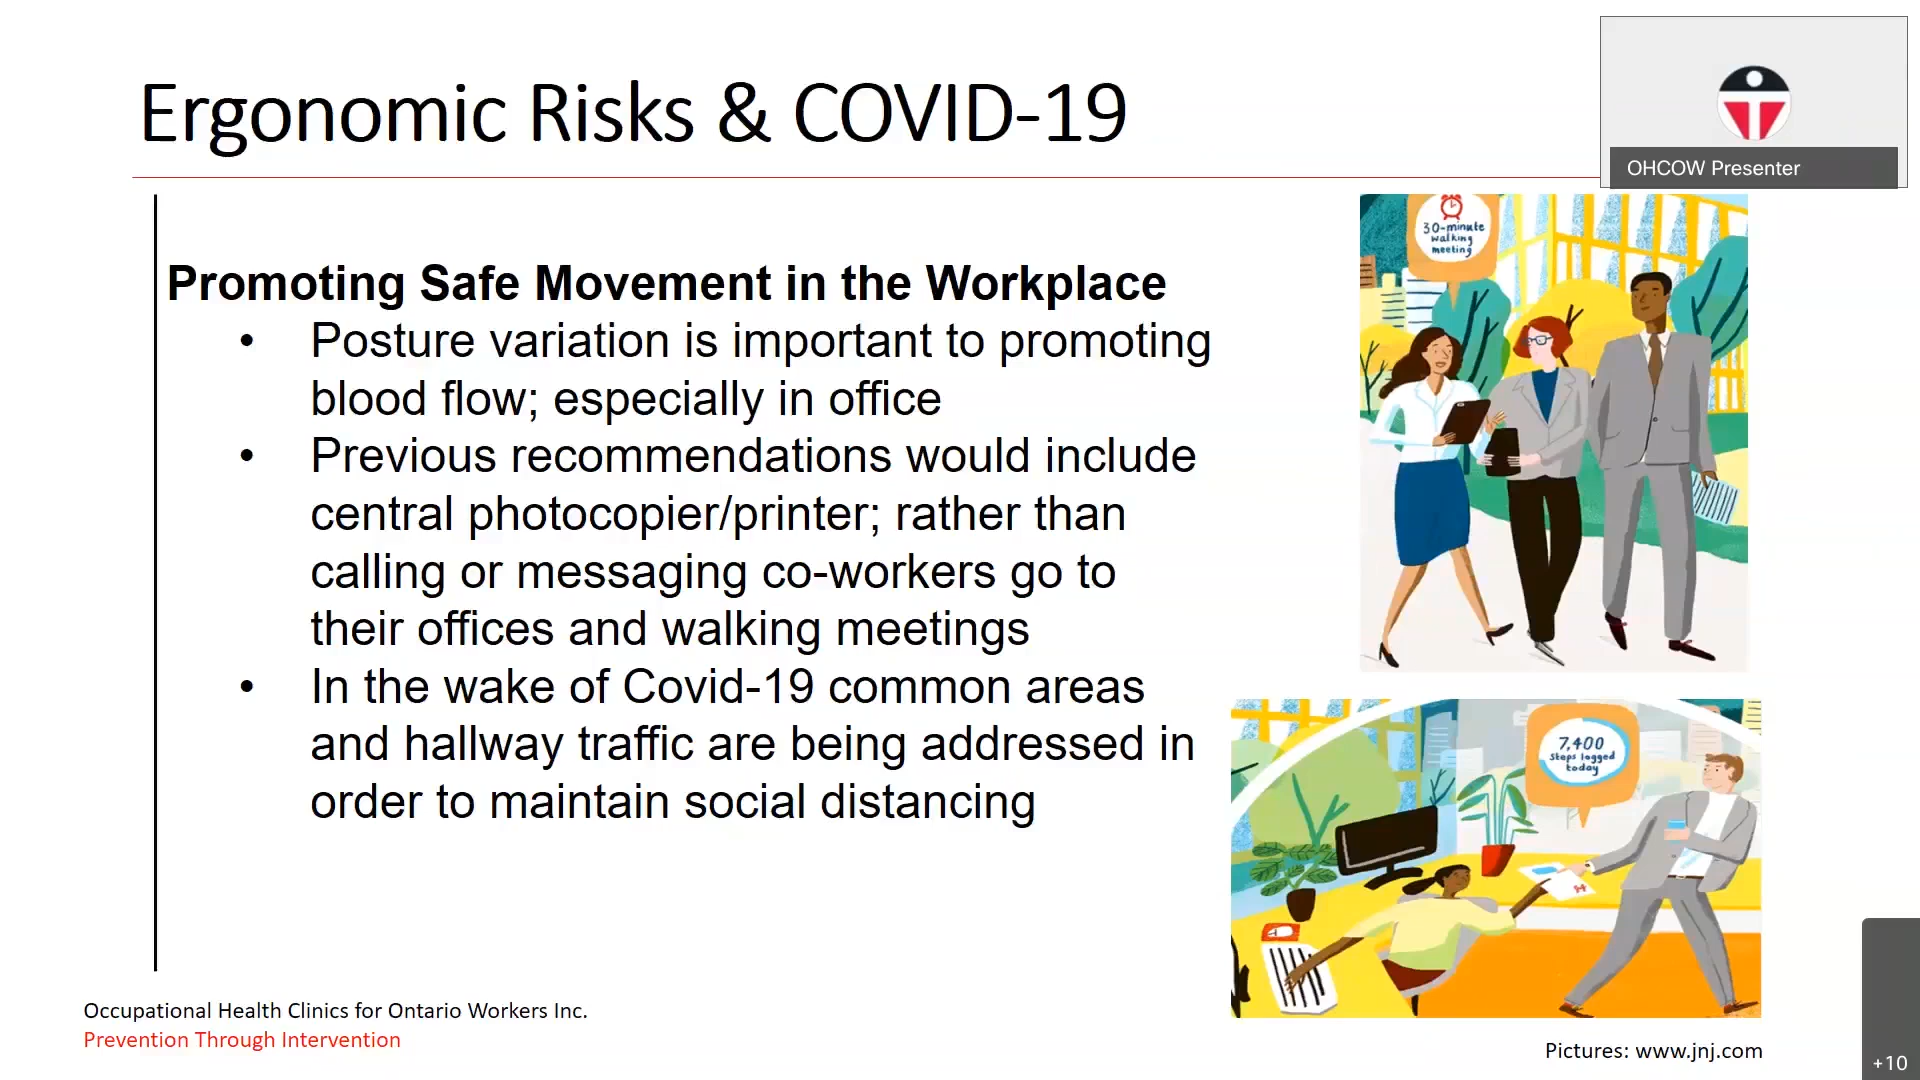 Ergonomic Risks & COVID-19
OHCOW Presenter
Promoting Safe Movement in the Workplace
• Posture variation is important to promoting
blood flow; especially in office
• Previous recommendations would include
central photocopier/printer; rather than
calling or messaging co-workers go to
their offices and walking meetings
• In the wake of Covid-19 common areas
and hallway traffic are being addressed in
order to maintain social distancing
30-minute
walking
meeting
7,400
steps logged
today
Occupational Health Clinics for Ontario Workers Inc.
Prevention Through Intervention
Pictures: www.jnj.com
+10